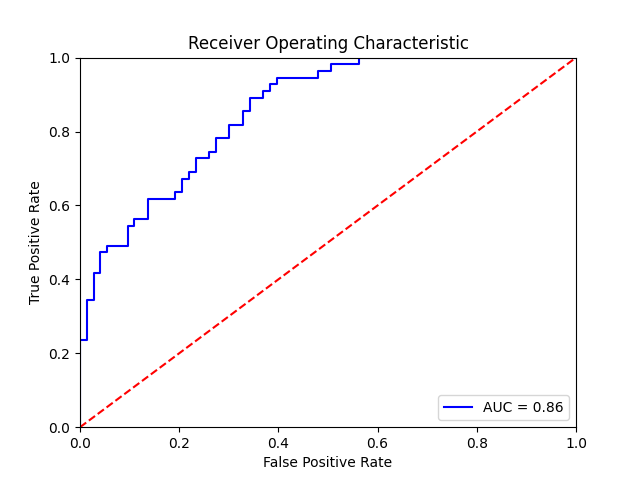 Receiver Operating Characteristic
1.0
0.8
0.6
0.4
0.2
0.0
True Positive Rate
AUC = 0.86
0.0 0.2 0.4 0.6 0.8 1.0
False Positive Rate